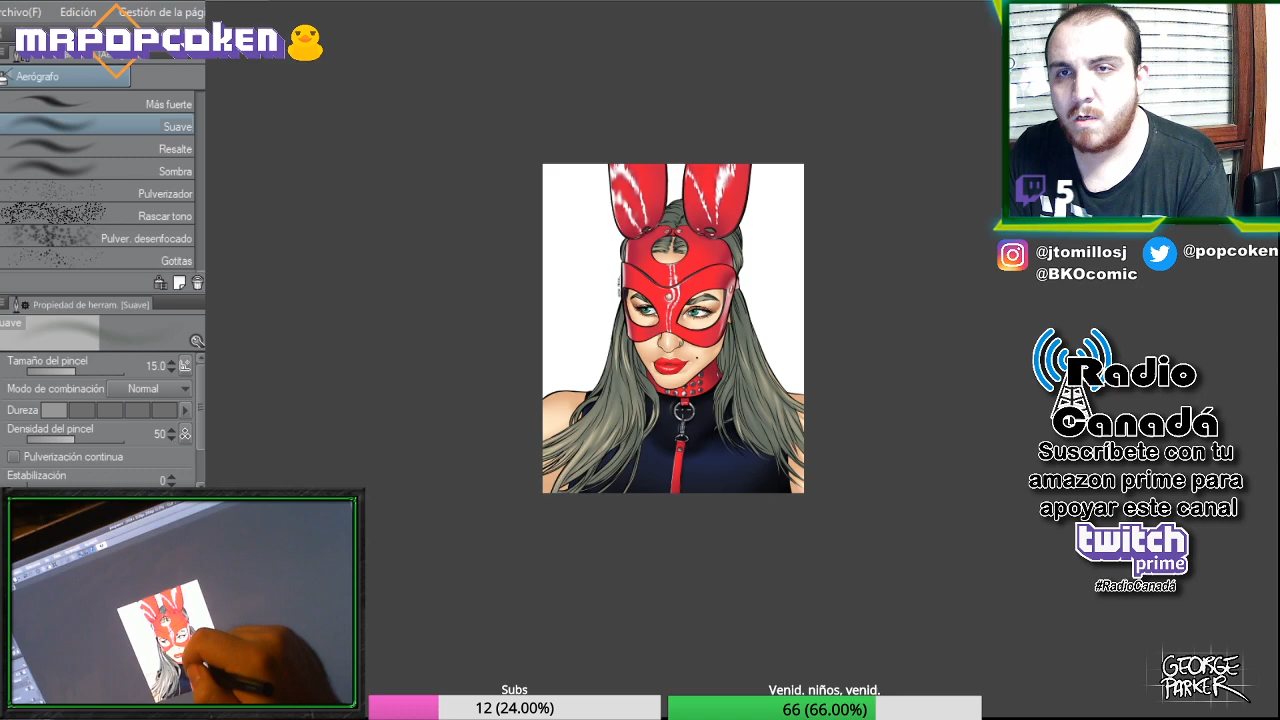 rchivo(F) Edición Gestión de la pág
MRPOPCOKEN
Aerógrafo
Más fuerte
Suave
Resalte
Sombra
Pulverizador
Rascar tono
Pulver. desenfocado
Gotitas
Propiedad de herram. [Suave]
uave
Tamaño del pincel 15.0
Modo de combinación Normal
Dureza
Densidad del pincel 50
Pulverización continua
Estabilización 0
5
@jtomillosj
@popcoken
@BKOcomic
Radio
Canadá
Suscríbete con tu
amazon prime para
apoyar este canal
twitch
prime
#RadioCanadá
GEORGE
PARKER
Subs
12 (24.00%)
Venid, niños, venid.
66 (66.00%)